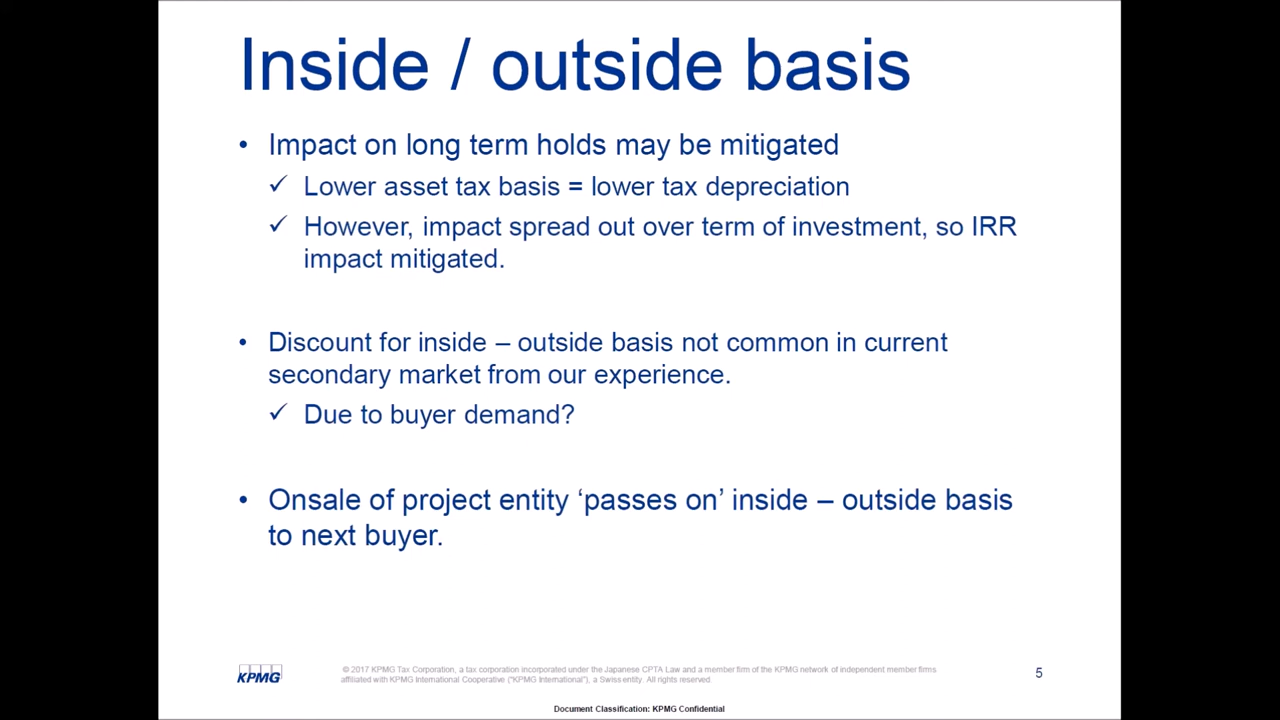 Inside / outside basis
• Impact on long term holds may be mitigated
✓ Lower asset tax basis = lower tax depreciation
✓ However, impact spread out over term of investment, so IRR
impact mitigated.
• Discount for inside – outside basis not common in current
secondary market from our experience.
✓ Due to buyer demand?
• Onsale of project entity ‘passes on’ inside – outside basis
to next buyer.
KPMG
© 2017 KPMG Tax Corporation, a tax corporation incorporated under the Japanese CPTA Law and a member firm of the KPMG network of independent member firms
affiliated with KPMG International Cooperative (“KPMG International”), a Swiss entity. All rights reserved.
5
Document Classification: KPMG Confidential